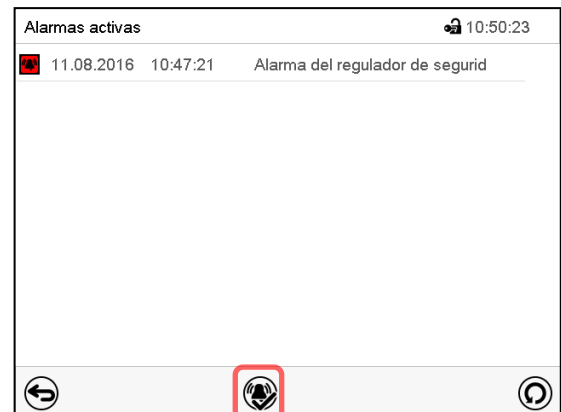 Alarmas activas 10:50:23
11.08.2016 10:47:21 Alarma del regulador de segurid